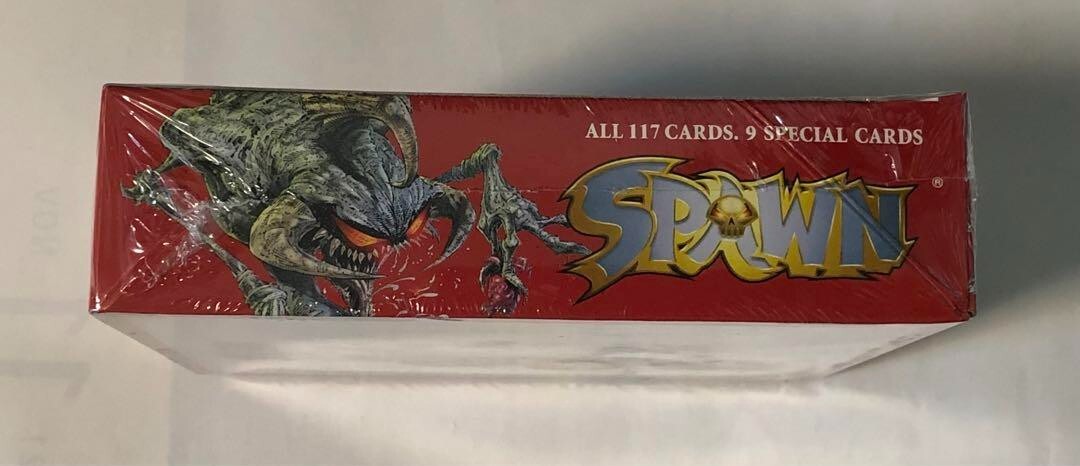 ALL 117 CARDS. 9 SPECIAL CARDS
SPAWN®